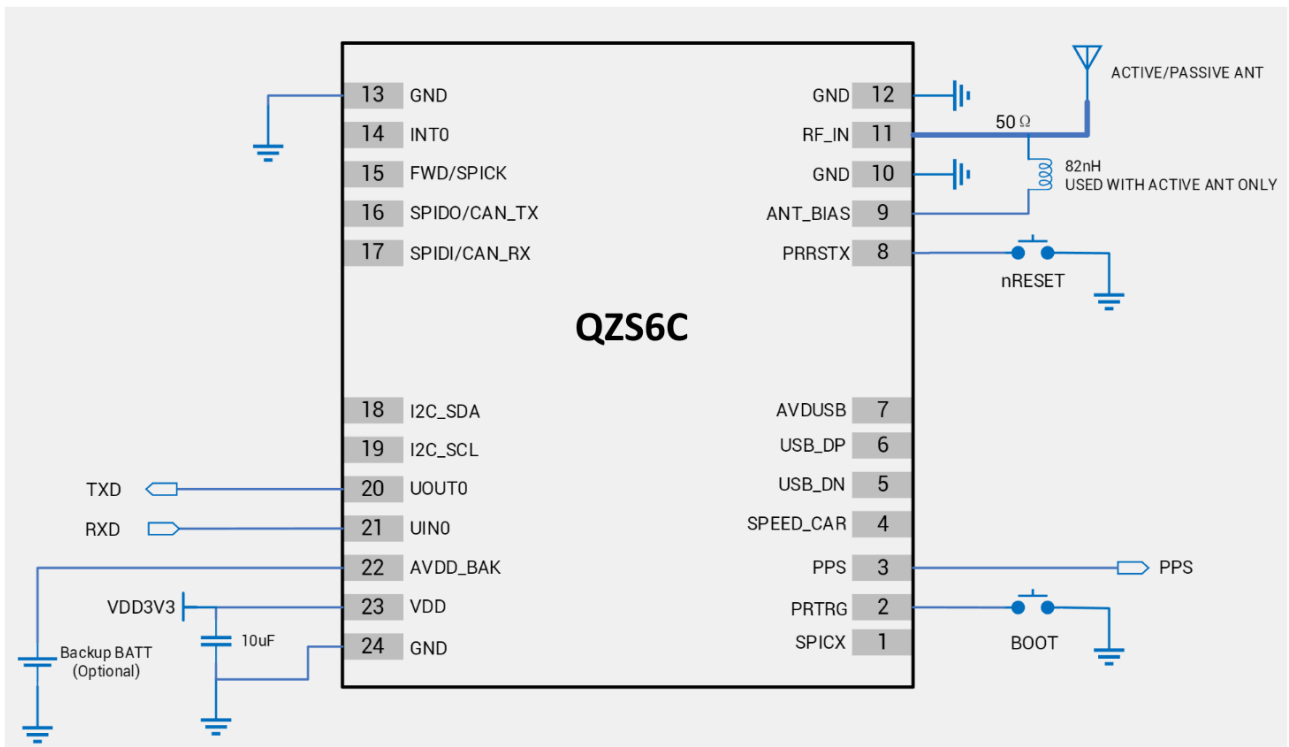 ACTIVE/PASSIVE ANT
13 GND
GND 12
14 INT0
RF_IN 11
50 Ω
15 FWD/SPICK
GND 10
82nH
USED WITH ACTIVE ANT ONLY
16 SPIDO/CAN_TX
ANT_BIAS 9
17 SPIDI/CAN_RX
PRRSTX 8
nRESET
QZS6C
18 I2C_SDA
AVDUSB 7
19 I2C_SCL
USB_DP 6
TXD
20 UOUT0
USB_DN 5
RXD
21 UIN0
SPEED_CAR 4
22 AVDD_BAK
PPS 3
PPS
VDD3V3
23 VDD
PRTRG 2
BOOT
10uF
24 GND
SPICX 1
Backup BATT
(Optional)